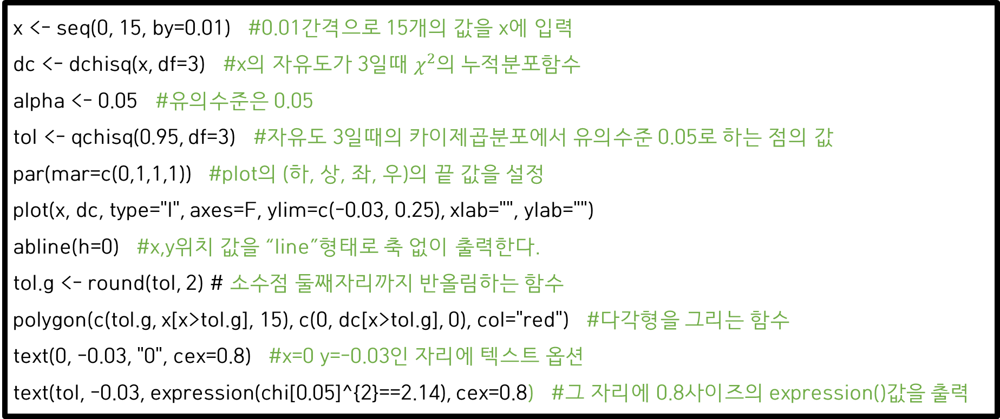 x <- seq(0, 15, by=0.01) #0.01간격으로 15개의 값을 x에 입력
dc <- dchisq(x, df=3) #x의 자유도가 3일때 𝜒²의 누적분포함수
alpha <- 0.05 #유의수준은 0.05
tol <- qchisq(0.95, df=3) #자유도 3일때의 카이제곱분포에서 유의수준 0.05로 하는 점의 값
par(mar=c(0,1,1,1)) #plot의 (하, 상, 좌, 우)의 끝 값을 설정
plot(x, dc, type="l", axes=F, ylim=c(-0.03, 0.25), xlab="", ylab="")
abline(h=0) #x,y위치 값을 “line”형태로 축 없이 출력한다.
tol.g <- round(tol, 2) # 소수점 둘째자리까지 반올림하는 함수
polygon(c(tol.g, x[x>tol.g], 15), c(0, dc[x>tol.g], 0), col="red") #다각형을 그리는 함수
text(0, -0.03, "0", cex=0.8) #x=0 y=-0.03인 자리에 텍스트 옵션
text(tol, -0.03, expression(chi[0.05]^{2}==2.14), cex=0.8) #그 자리에 0.8사이즈의 expression()값을 출력